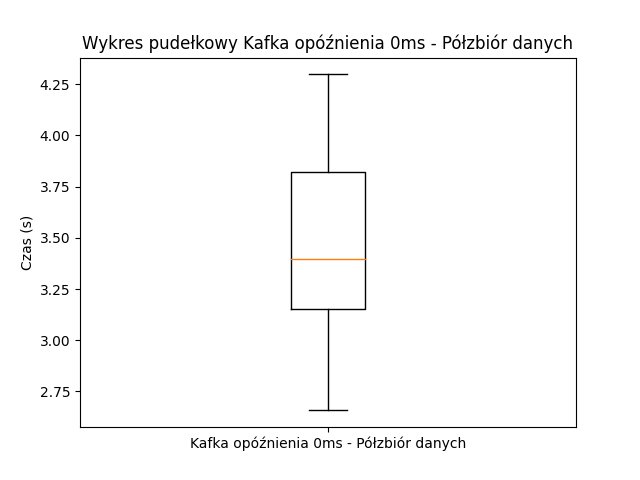 Wykres pudełkowy Kafka opóźnienia 0ms - Półzbiór danych
4.25
4.00
3.75
3.50
3.25
3.00
2.75
Czas (s)
Kafka opóźnienia 0ms - Półzbiór danych